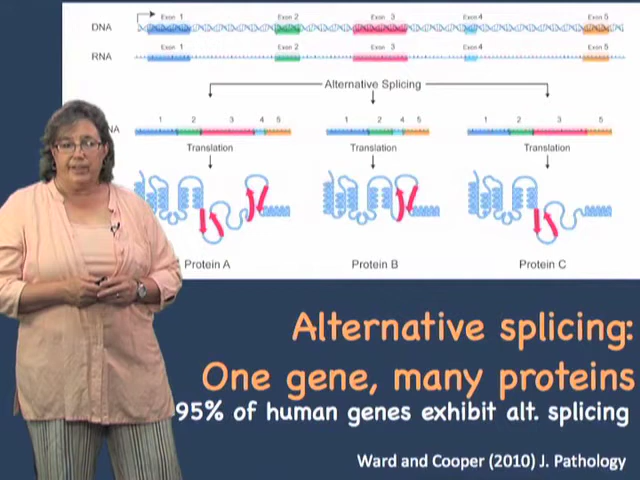 Exon 1 Exon 2 Exon 3 Exon 4 Exon 5
DNA
Exon 1 Exon 2 Exon 3 Exon 4 Exon 5
RNA
Alternative Splicing
1 2 3 4 5 1 2 4 5 1 2 3 5
NA
Translation Translation Translation
Protein A Protein B Protein C
Alternative splicing:
One gene, many proteins
95% of human genes exhibit alt. splicing
Ward and Cooper (2010) J. Pathology